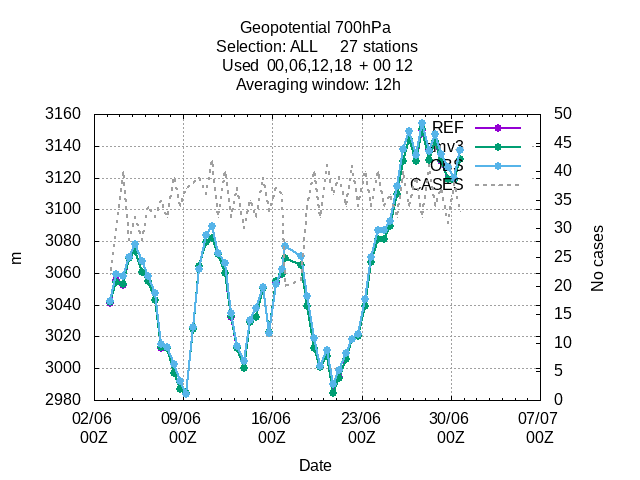 Geopotential 700hPa
Selection: ALL 27 stations
Used 00,06,12,18 + 00 12
Averaging window: 12h
3160
3140
3120
3100
3080
3060
3040
3020
3000
2980
m
50
45
40
35
30
25
20
15
10
5
0
No cases
REF
OBS
CASES
02/06 09/06 16/06 23/06 30/06 07/07
00Z 00Z 00Z 00Z 00Z 00Z
Date